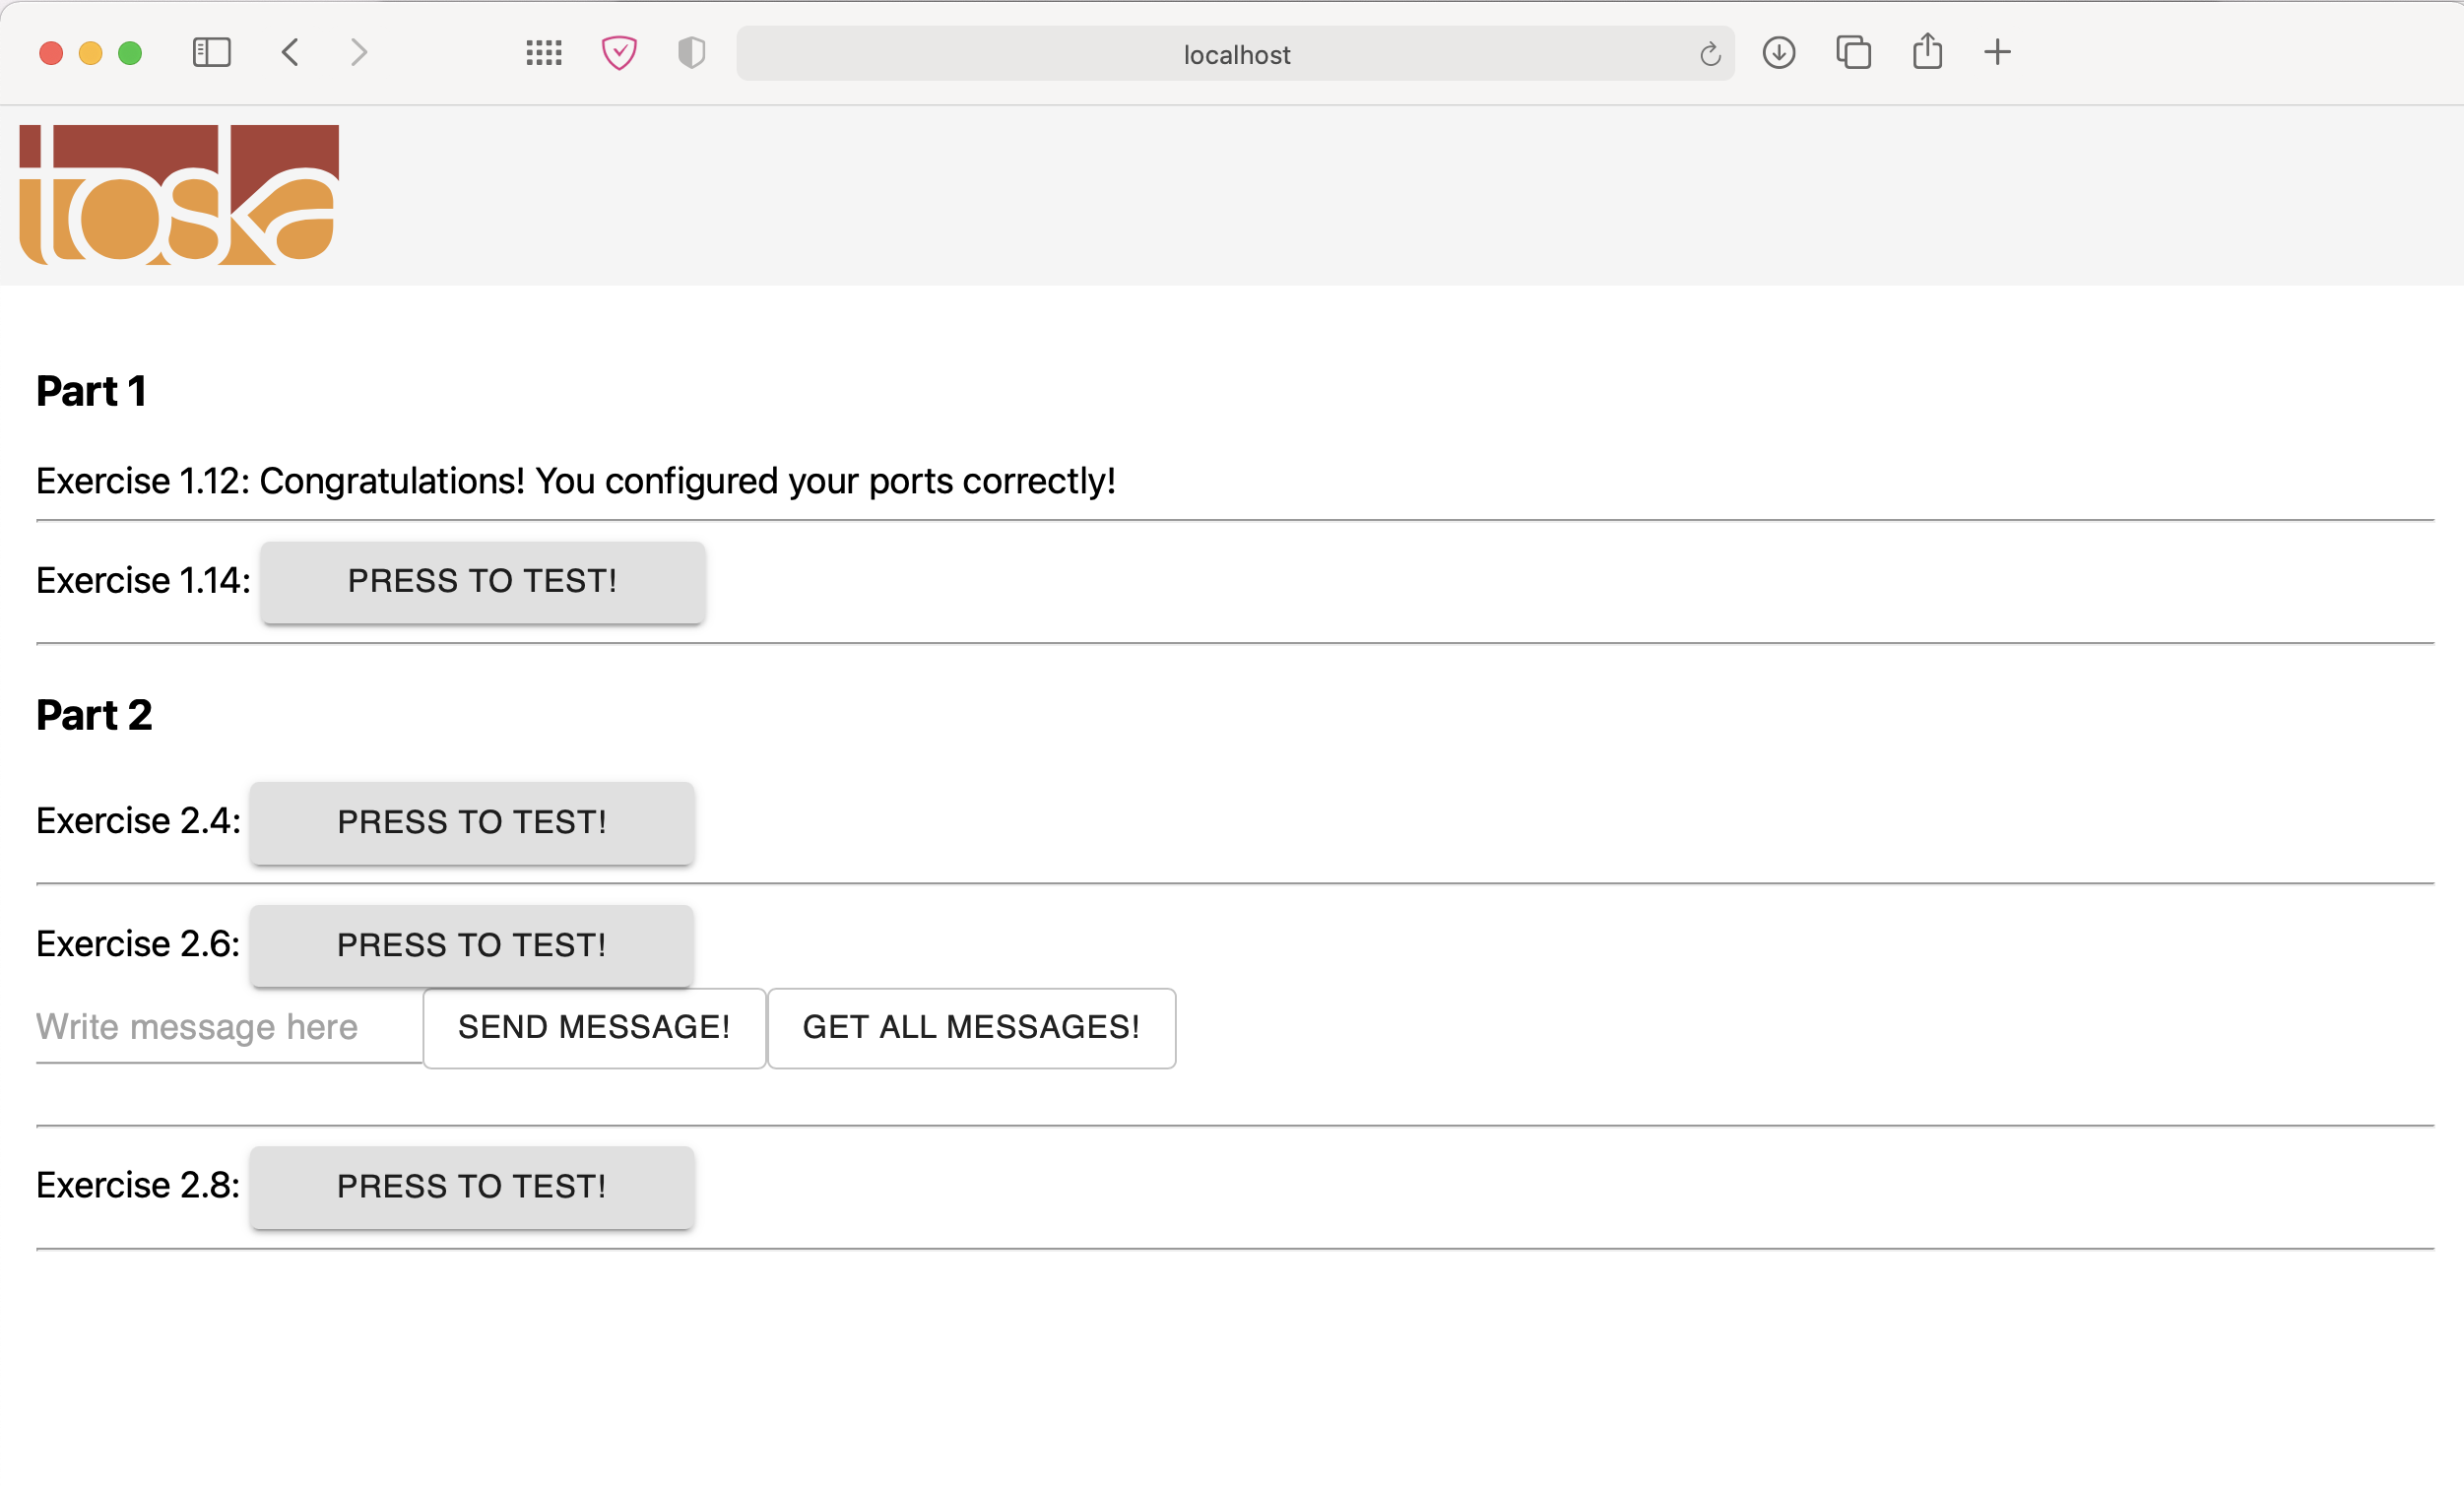 localhost
toska
Part 1
Exercise 1.12: Congratulations! You configured your ports correctly!
Exercise 1.14: PRESS TO TEST!
Part 2
Exercise 2.4: PRESS TO TEST!
Exercise 2.6: PRESS TO TEST!
Write message here SEND MESSAGE! GET ALL MESSAGES!
Exercise 2.8: PRESS TO TEST!